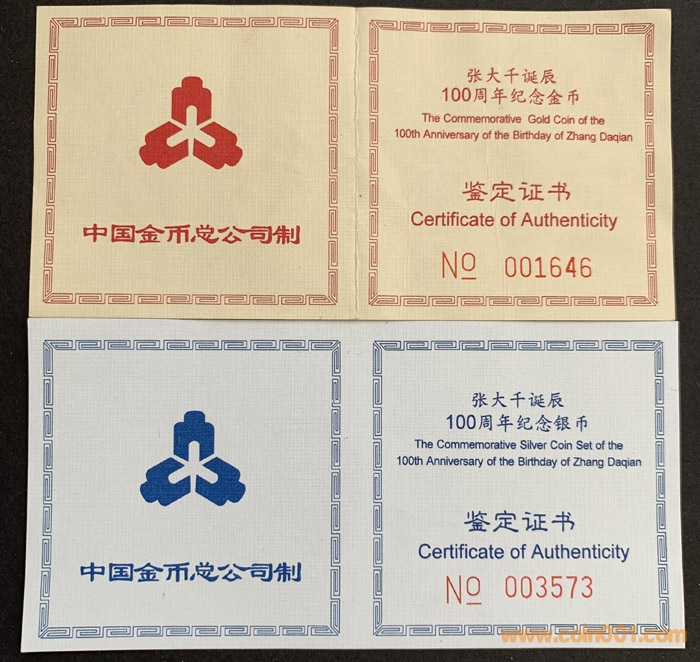 中国金币总公司制
张大千诞辰
100周年纪念金币
The Commemorative Gold Coin of the
100th Anniversary of the Birthday of Zhang Daqian
鉴定证书
Certificate of Authenticity
No 001646
中国金币总公司制
张大千诞辰
100周年纪念银币
The Commemorative Silver Coin Set of the
100th Anniversary of the Birthday of Zhang Daqian
鉴定证书
Certificate of Authenticity
No 003573
www.coin001.com